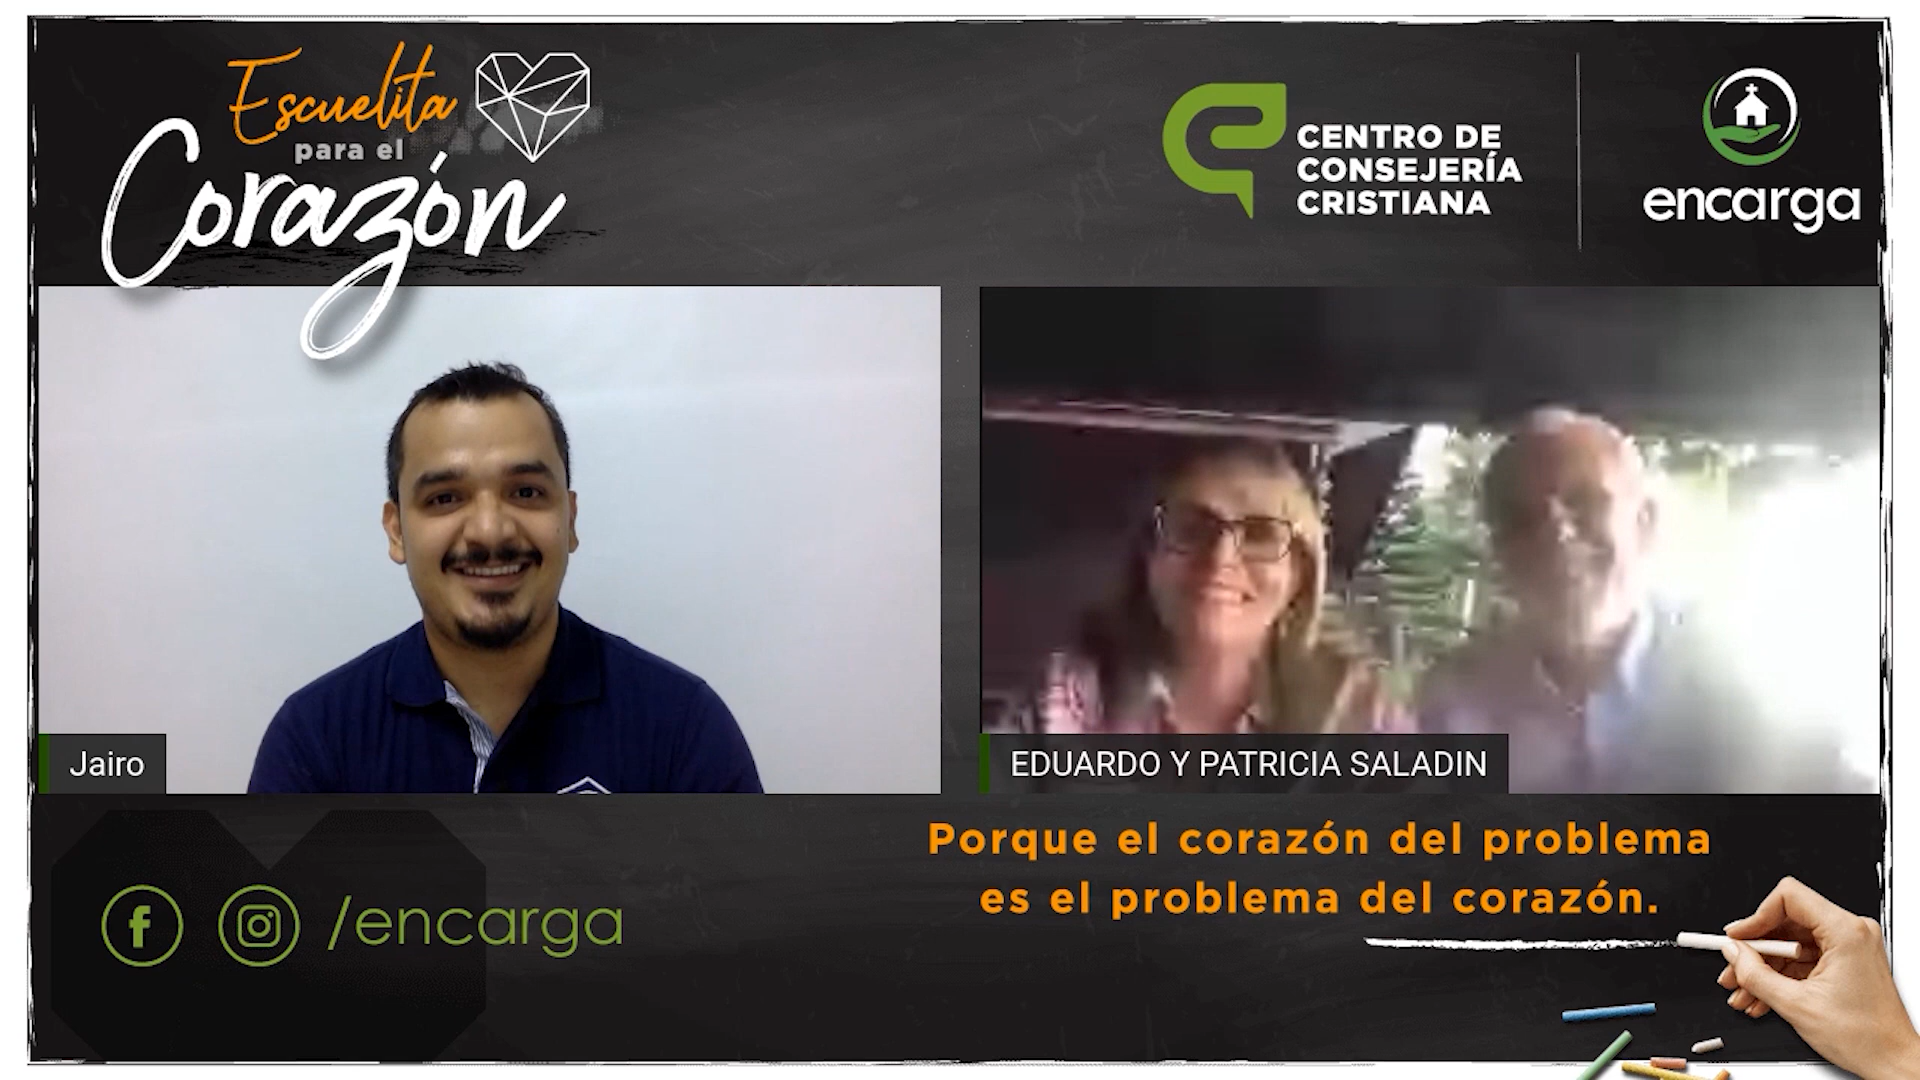 Escuelita
para el
Corazón
CENTRO DE
CONSEJERÍA
CRISTIANA
encarga
Jairo
EDUARDO Y PATRICIA SALADIN
Porque el corazón del problema
es el problema del corazón.
/encarga